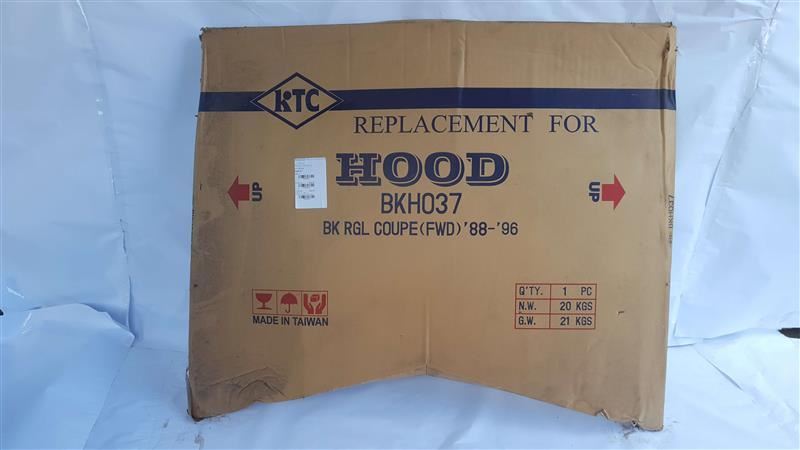 KTC
REPLACEMENT FOR
HOOD
BKH037
BK RGL COUPE(FWD)'88-'96
UP
UP
BKH037
Q'TY. 1 PC
N.W. 20 KGS
G.W. 21 KGS
MADE IN TAIWAN